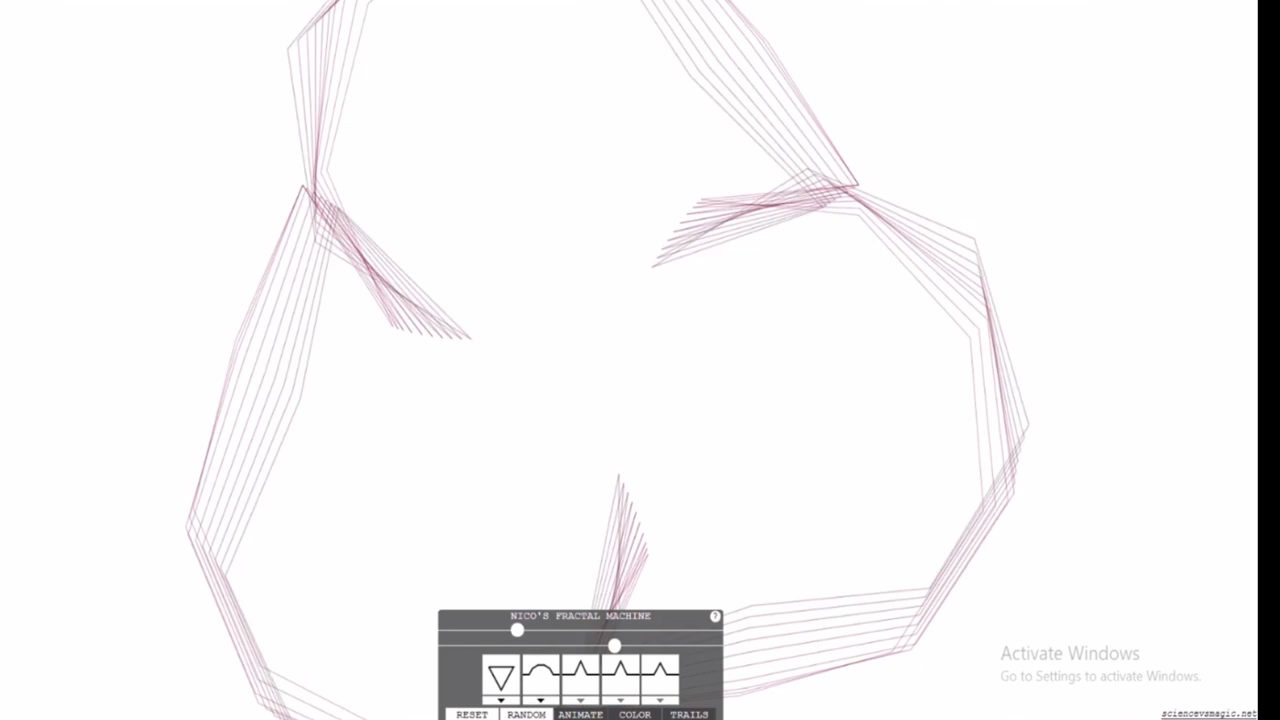 NICO'S FRACTAL MACHINE ?
RESET RANDOM ANIMATE COLOR TRAILS
Activate Windows
Go to Settings to activate Windows.
sciencevsmagic.net